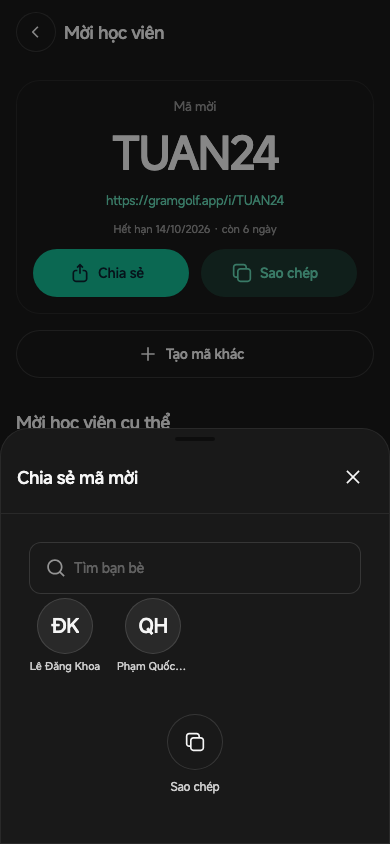 Mời học viên
Mã mời
TUAN24
https://gramgolf.app/i/TUAN24
Hết hạn 14/10/2026 · còn 6 ngày
Chia sẻ
Sao chép
Tạo mã khác
Mời học viên cụ thể
Chia sẻ mã mời
Tìm bạn bè
ĐK
QH
Lê Đăng Khoa
Phạm Quốc...
Sao chép